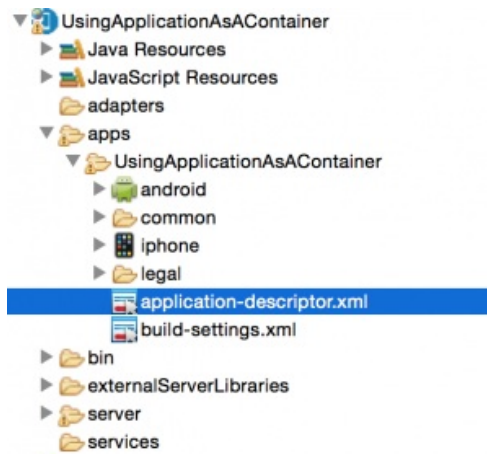 UsingApplicationAsAContainer
Java Resources
JavaScript Resources
adapters
apps
UsingApplicationAsAContainer
android
common
iphone
legal
application-descriptor.xml
build-settings.xml
bin
externalServerLibraries
server
services